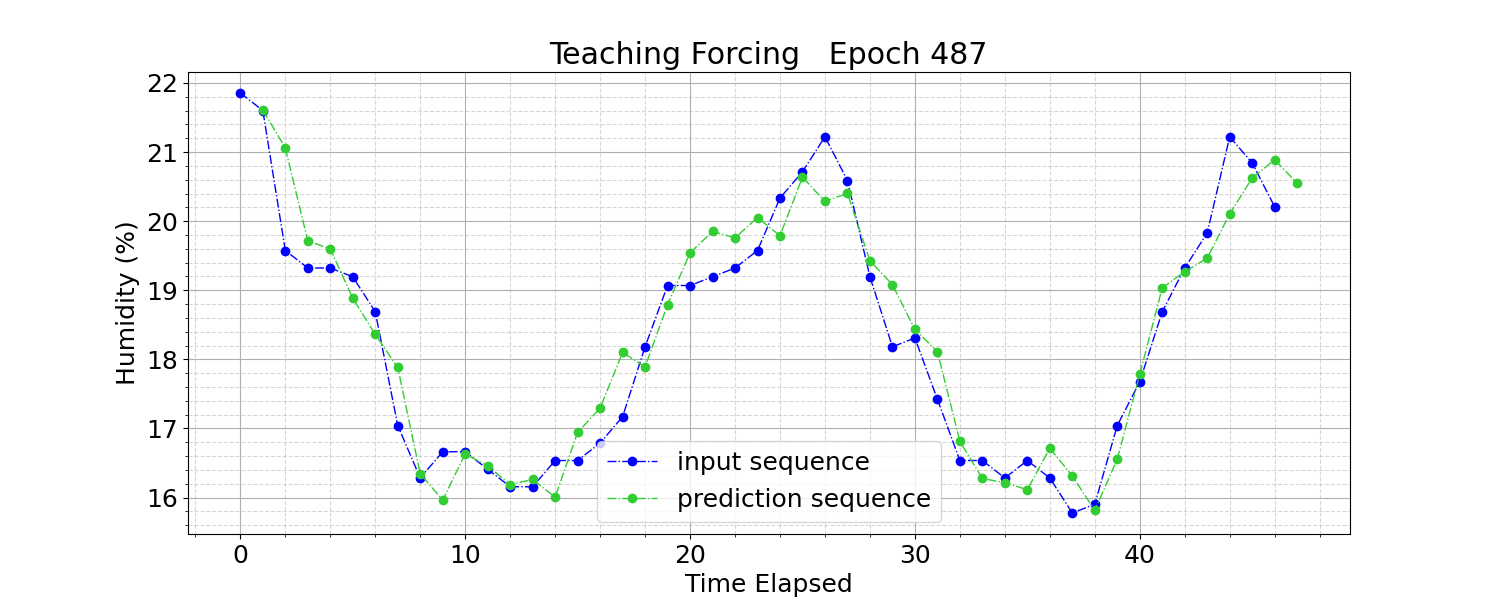 Teaching Forcing   Epoch 487
Humidity (%)
22
21
20
19
18
17
16
input sequence
prediction sequence
0 10 20 30 40
Time Elapsed